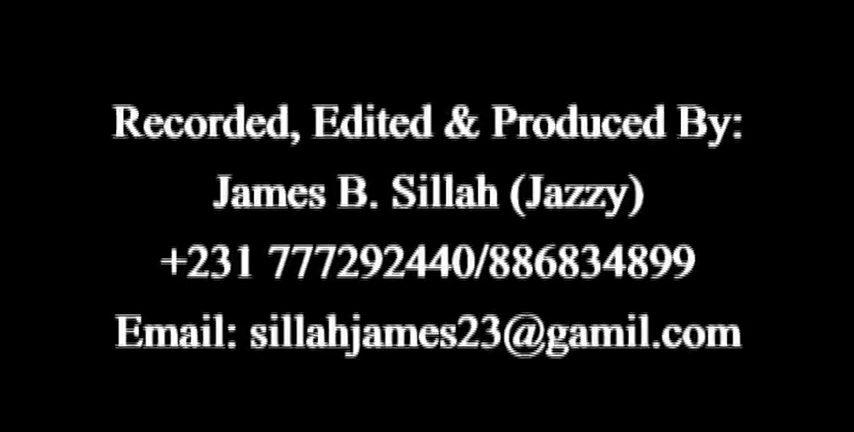 Recorded, Edited & Produced By:
James B. Sillah (Jazzy)
+231 777292440/886834899
Email: sillahjames23@gamil.com